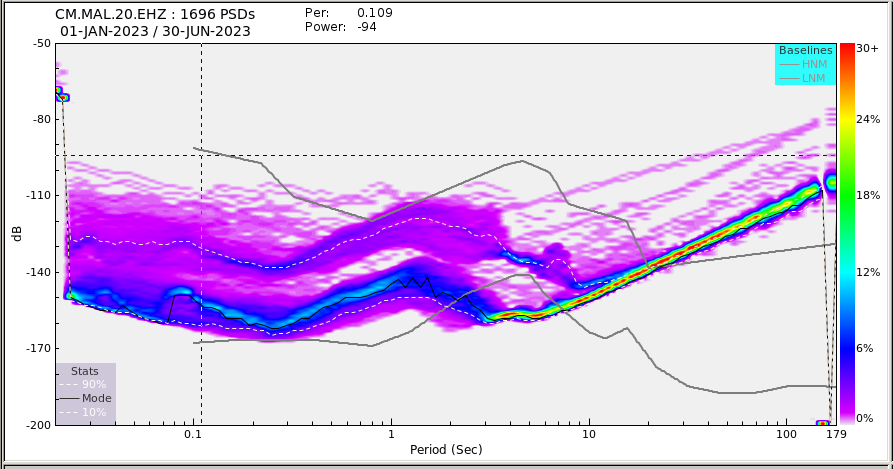 CM.MAL.20.EHZ : 1696 PSDs
01-JAN-2023 / 30-JUN-2023
Per: 0.109
Power: -94
Baselines
HNM
LNM
-50
-80
-110
-140
-170
-200
dB
30+
24%
18%
12%
6%
0%
Stats
90%
Mode
10%
0.1
1
10
100
179
Period (Sec)